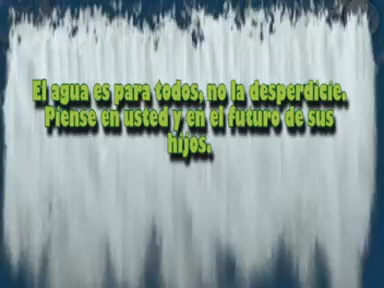 El agua es para todos, no la desperdicie.
Piense en usted y en el futuro de sus
hijos.